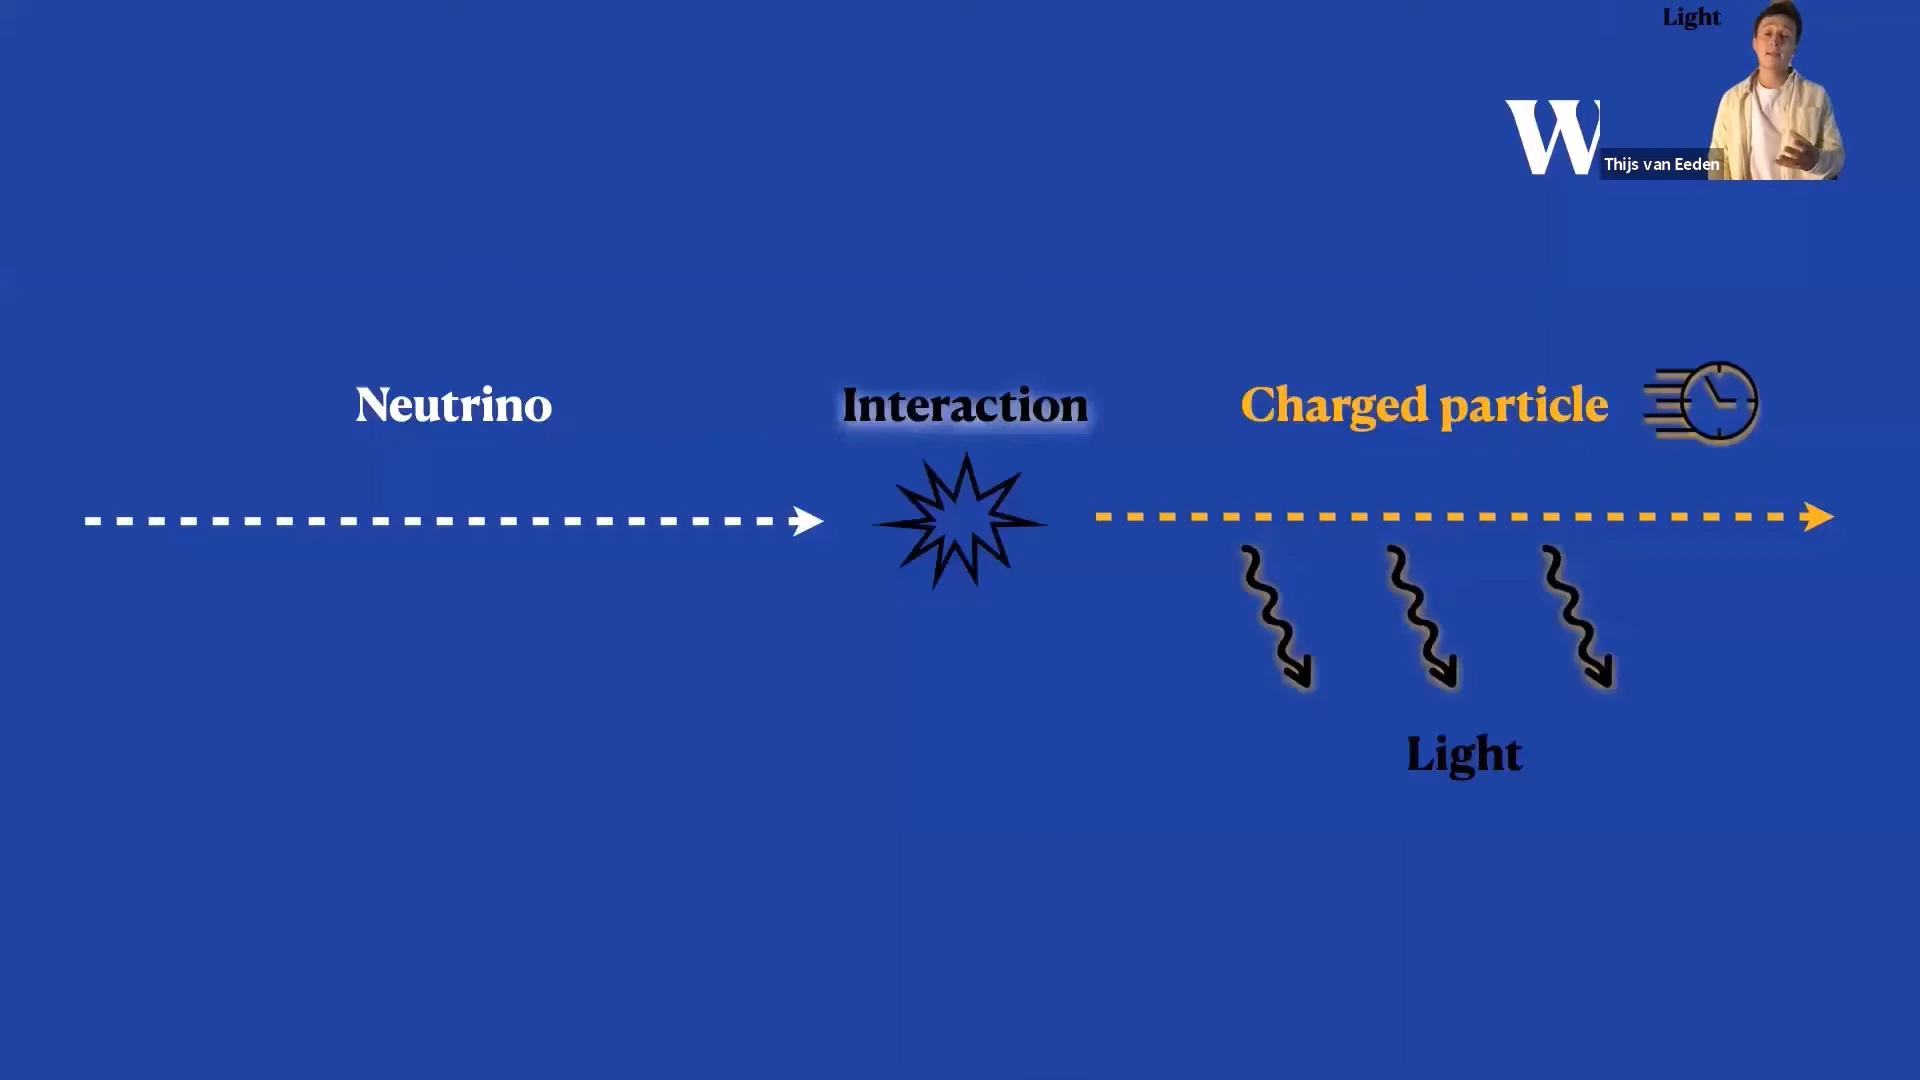 Light
W
Thijs van Eeden
Neutrino
Interaction
Charged particle
Light